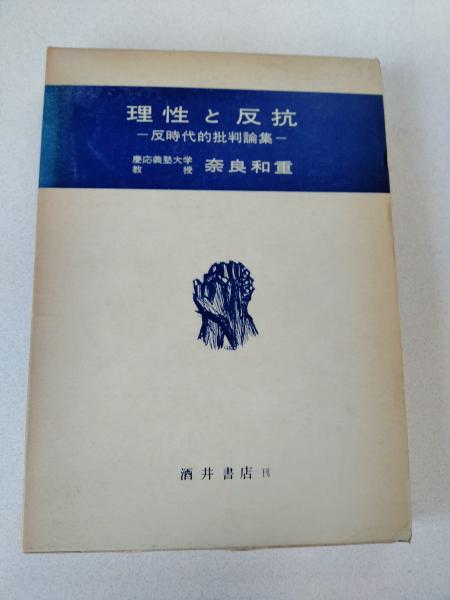 理性と反抗
―反時代的批判論集―
慶応義塾大学
教授 奈良和重
酒井書店 刊